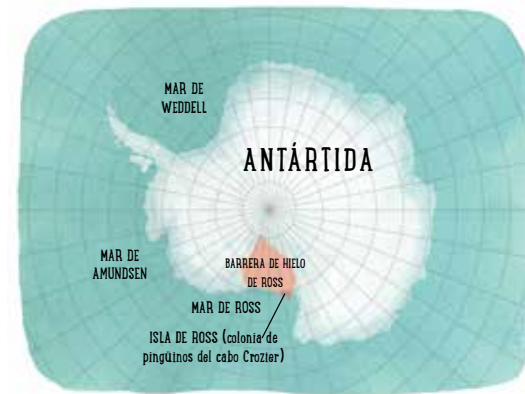 MAR DE
WEDDELL
ANTÁRTIDA
MAR DE
AMUNDSEN
BARRERA DE HIELO
DE ROSS
MAR DE ROSS
ISLA DE ROSS (colonia de
pingüinos del cabo Crozier)